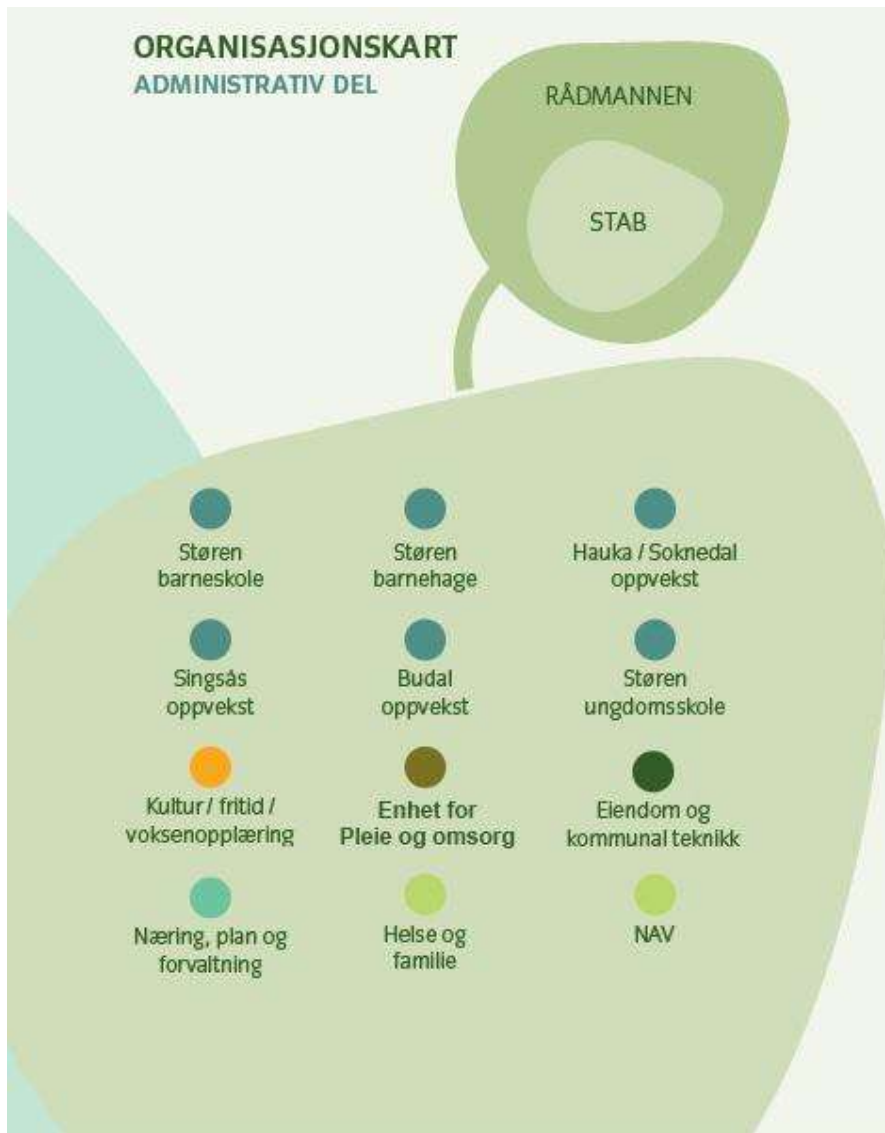 ORGANISASJONSKART
ADMINISTRATIV DEL
RÅDMANNEN
STAB
Støren
barneskole
Støren
barnehage
Hauka / Soknedal
oppvekst
Singsås
oppvekst
Budal
oppvekst
Støren
ungdomsskole
Kultur / fritid /
voksenopplæring
Enhet for
Pleie og omsorg
Eiendom og
kommunal teknikk
Næring, plan og
forvaltning
Helse og
familie
NAV